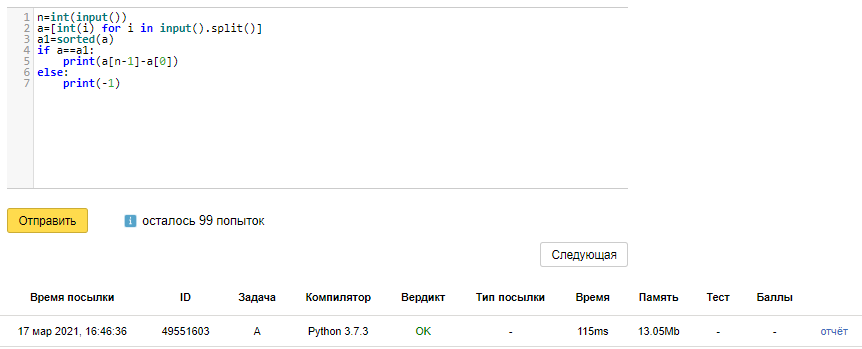 1 n=int(input())
2 a=[int(i) for i in input().split()]
3 a1=sorted(a)
4 if a==a1:
5     print(a[n-1]-a[0])
6 else:
7     print(-1)
Отправить i осталось 99 попыток
Следующая
Время посылки ID Задача Компилятор Вердикт Тип посылки Время Память Тест Баллы
17 мар 2021, 16:46:36 49551603 A Python 3.7.3 OK - 115ms 13.05Mb - - отчёт